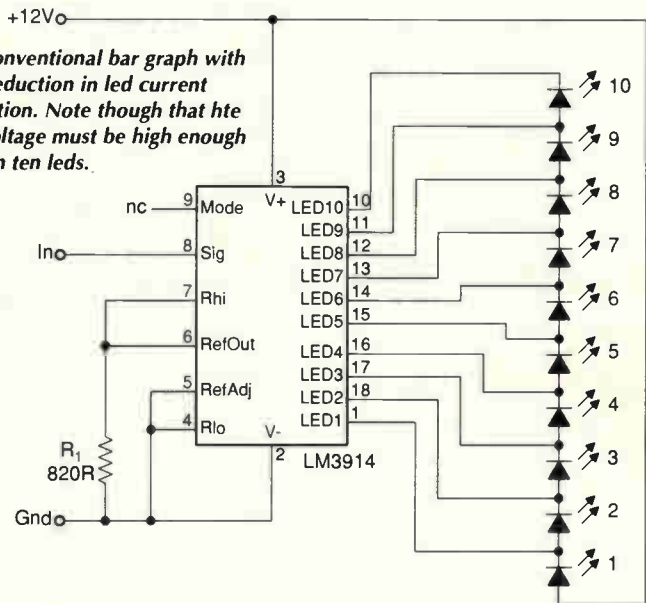 +12V
onventional bar graph with
eduction in led current
tion. Note though that hte
oltage must be high enough
n ten leds.
3
V+
nc
9
Mode
In
8
Sig
7
Rhi
6
RefOut
5
RefAdj
4
Rlo
V-
2
LM3914
LED10
10
LED9
11
LED8
12
LED7
13
LED6
14
LED5
15
LED4
16
LED3
17
LED2
18
LED1
1
R1
820R
Gnd
10
9
8
7
6
5
4
3
2
1